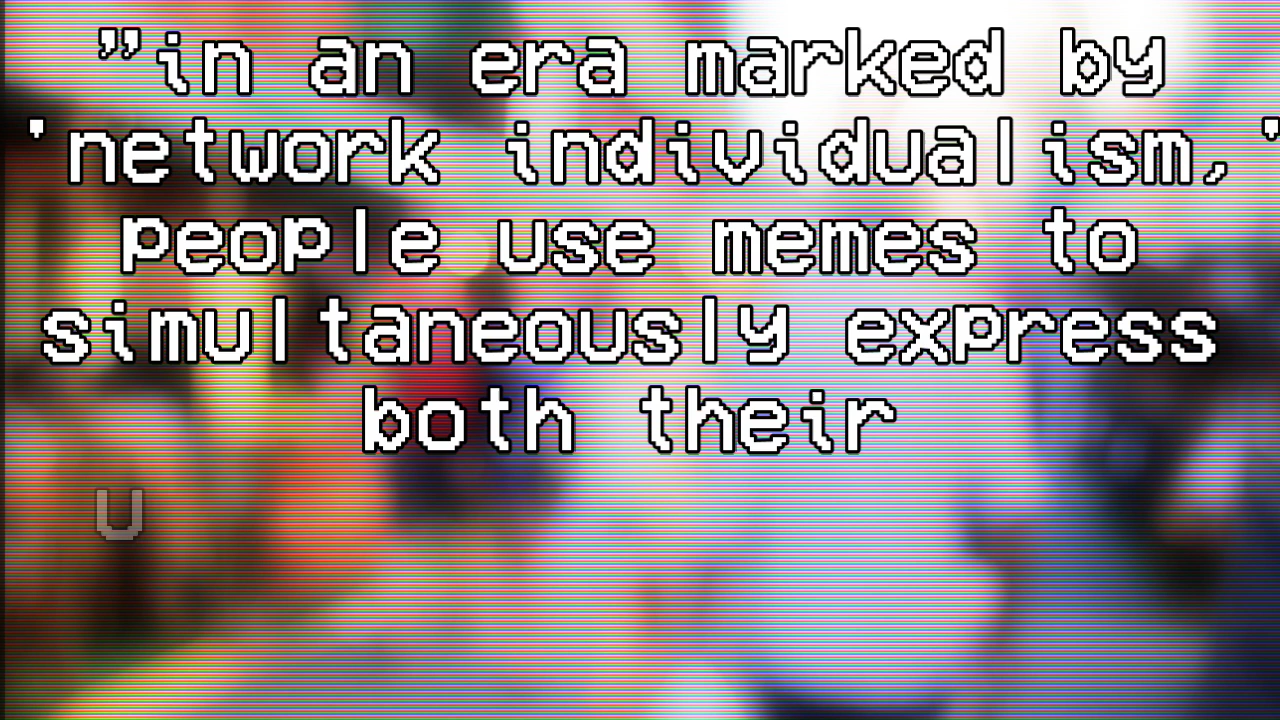 "in an era marked by
'network individualism,'
people use memes to
simultaneously express
both their
u